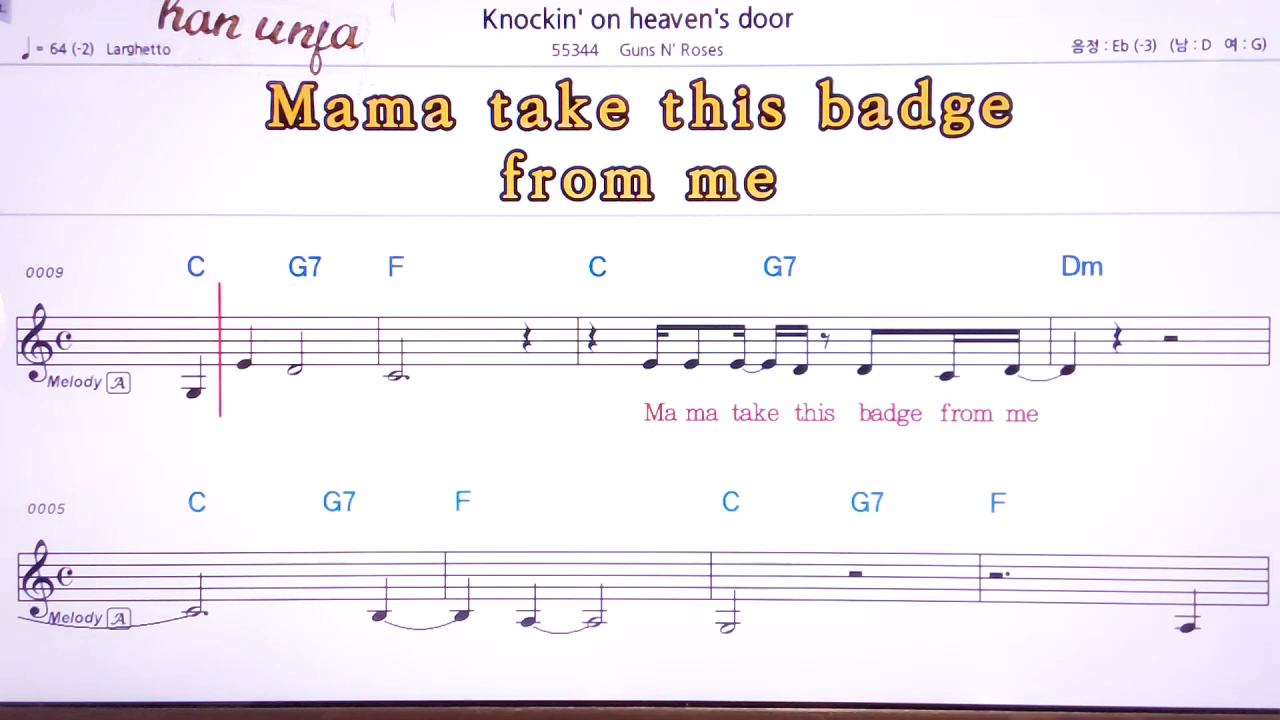 han unfa
Knockin' on heaven's door
♩ = 64 (-2) Larghetto
55344 Guns N' Roses
음정 : Eb (-3) (남 : D 여 : G)
Mama take this badge
from me
0009
C G7 F C G7 Dm
Melody A
Ma ma take this badge from me
0005
C G7 F C G7 F
Melody A